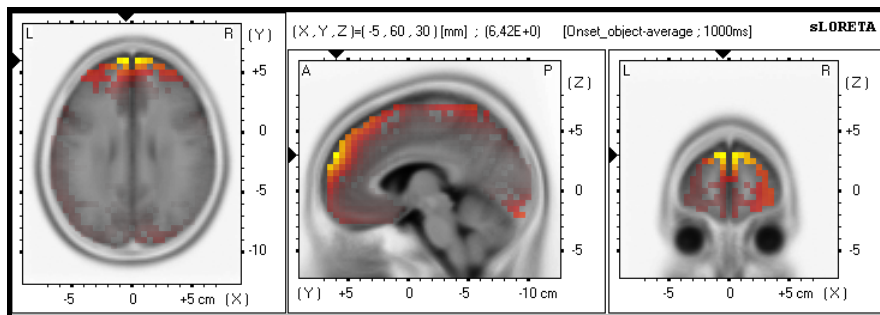 L R (Y)
+5
0
-5
-10
-5 0 +5 cm (X)
(X,Y,Z)=(-5,60,30)[mm] ; (6,42E+0) [Onset_object-average ; 1000ms] sLORETA
A P (Z)
+5
0
-5
(Y) +5 0 -5 -10 cm
L R (Z)
+5
0
-5
-5 0 +5 cm (X)